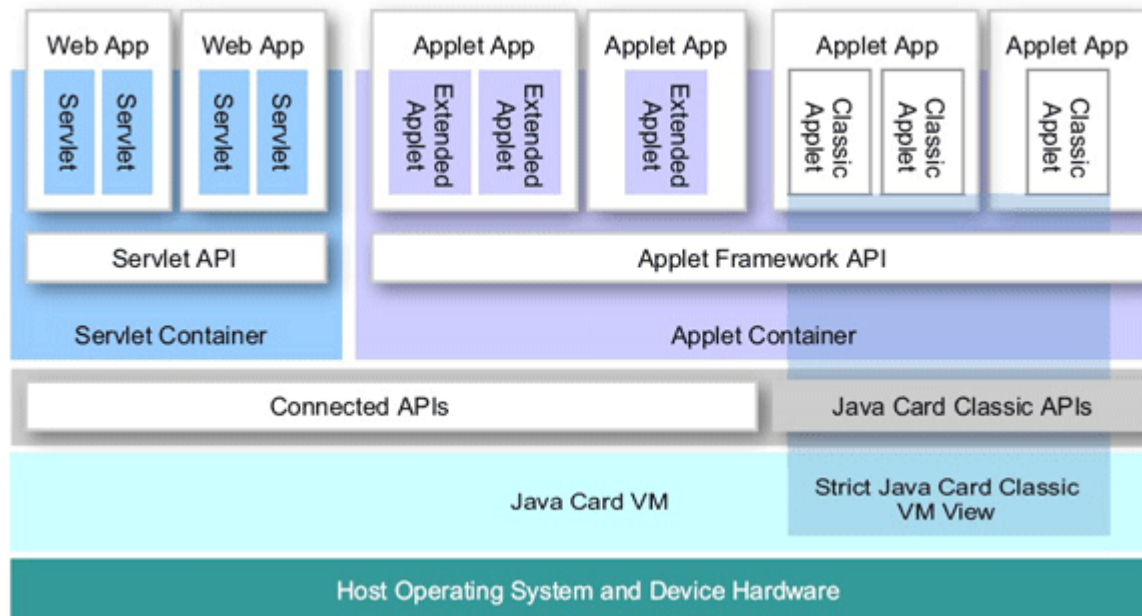 Web App
Web App
Applet App
Applet App
Applet App
Applet App
Servlet
Servlet
Servlet
Servlet
Extended
Applet
Extended
Applet
Extended
Applet
Classic
Applet
Classic
Applet
Classic
Applet
Servlet API
Applet Framework API
Servlet Container
Applet Container
Connected APIs
Java Card Classic APIs
Java Card VM
Strict Java Card Classic
VM View
Host Operating System and Device Hardware